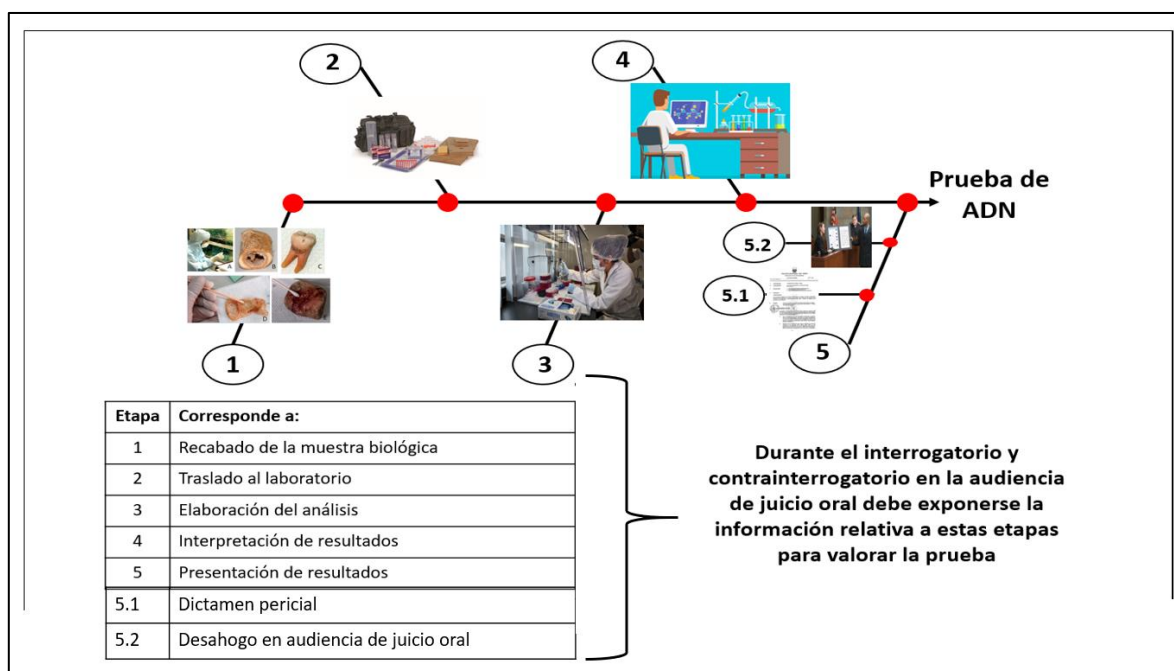 2
4
Prueba de
ADN
5.2
5.1
1
3
5
A
B
C
D
Etapa Corresponde a:
1 Recabado de la muestra biológica
2 Traslado al laboratorio
3 Elaboración del análisis
4 Interpretación de resultados
5 Presentación de resultados
5.1 Dictamen pericial
5.2 Desahogo en audiencia de juicio oral
Durante el interrogatorio y
contrainterrogatorio en la audiencia
de juicio oral debe exponerse la
información relativa a estas etapas
para valorar la prueba